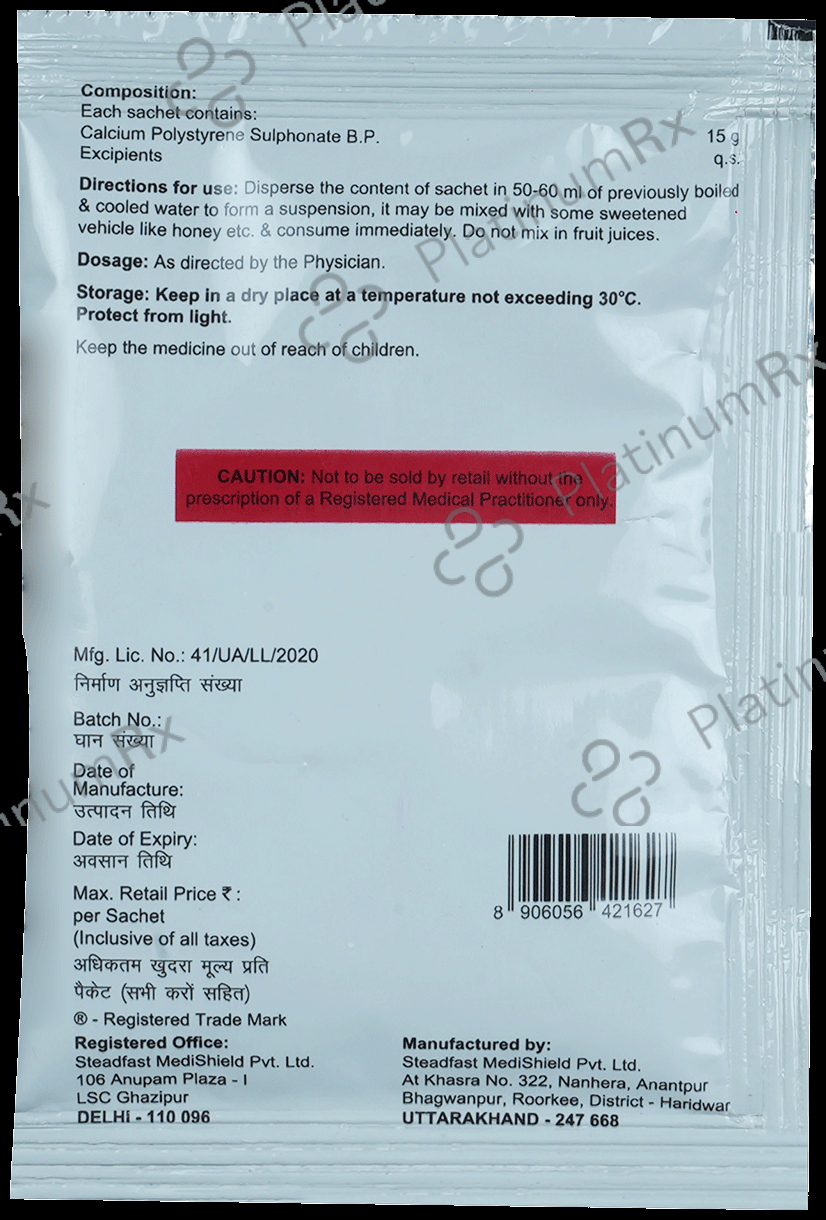 Composition:
Each sachet contains:
Calcium Polystyrene Sulphonate B.P. 15 g
Excipients q.s.
Directions for use: Disperse the content of sachet in 50-60 ml of previously boiled
& cooled water to form a suspension, it may be mixed with some sweetened
vehicle like honey etc. & consume immediately. Do not mix in fruit juices.
Dosage: As directed by the Physician.
Storage: Keep in a dry place at a temperature not exceeding 30°C.
Protect from light.
Keep the medicine out of reach of children.
CAUTION: Not to be sold by retail without the
prescription of a Registered Medical Practitioner only.
Mfg. Lic. No.: 41/UA/LL/2020
निर्माण अनुज्ञप्ति संख्या
Batch No.:
घान संख्या
Date of
Manufacture:
उत्पादन तिथि
Date of Expiry:
अवसान तिथि
Max. Retail Price ₹ :
per Sachet
(Inclusive of all taxes)
अधिकतम खुदरा मूल्य प्रति
पैकेट (सभी करों सहित)
8 906056 421627
® - Registered Trade Mark
Registered Office:
Steadfast MediShield Pvt. Ltd.
106 Anupam Plaza - I
LSC Ghazipur
DELHi - 110 096
Manufactured by:
Steadfast MediShield Pvt. Ltd.
At Khasra No. 322, Nanhera, Anantpur
Bhagwanpur, Roorkee, District - Haridwar
UTTARAKHAND - 247 668
PlatinumRx
PlatinumRx
PlatinumRx